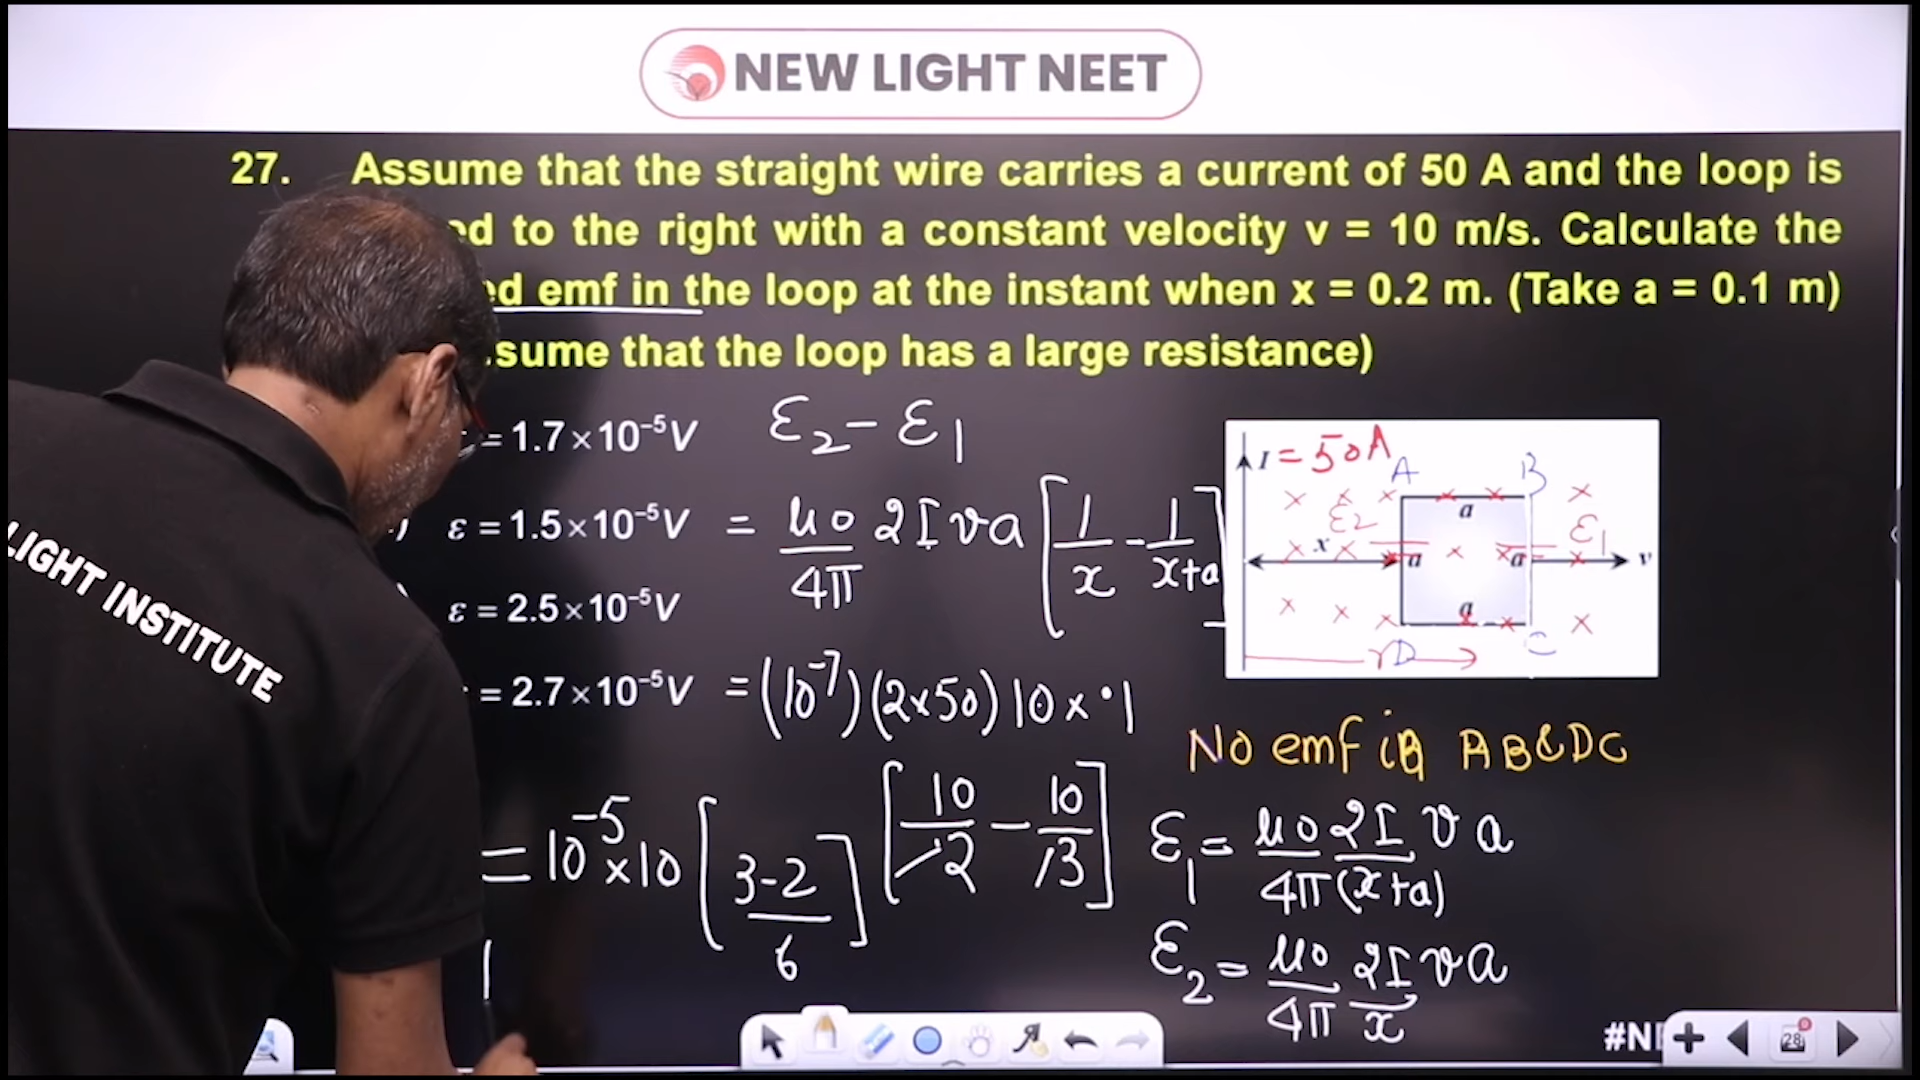 NEW LIGHT NEET
27. Assume that the straight wire carries a current of 50 A and the loop is
ed to the right with a constant velocity v = 10 m/s. Calculate the
ed emf in the loop at the instant when x = 0.2 m. (Take a = 0.1 m)
sume that the loop has a large resistance)
= 1.7×10⁻⁵V
ε = 1.5×10⁻⁵V
ε = 2.5×10⁻⁵V
= 2.7×10⁻⁵V
ε₂ - ε₁
= μ0/4π 2Iva [1/x - 1/x+a]
= (10⁻⁷)(2×50)10×·1
[10/2 - 10/3]
= 10⁻⁵×10 [3-2/6]
1
I = 50A
A B
a
ε₂ ε₁
x a a v
a
r D C
No emf in AB & DC
ε₁ = μ0/4π 2I/(x+a) va
ε₂ = μ0/4π 2I/x va
LIGHT INSTITUTE
#N
28